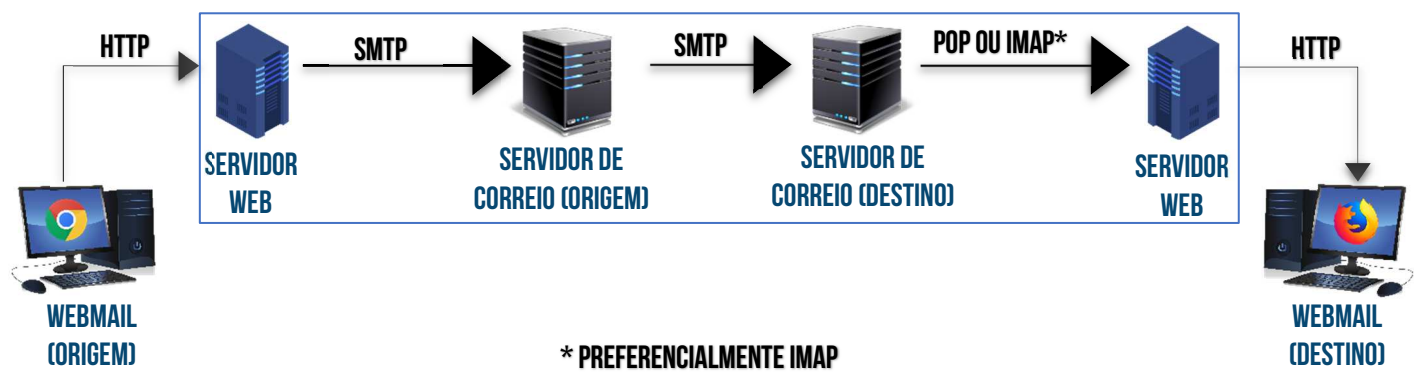 HTTP
SMTP
SMTP
POP OU IMAP*
HTTP
SERVIDOR
WEB
SERVIDOR DE
CORREIO (ORIGEM)
SERVIDOR DE
CORREIO (DESTINO)
SERVIDOR
WEB
WEBMAIL
(ORIGEM)
WEBMAIL
(DESTINO)
* PREFERENCIALMENTE IMAP